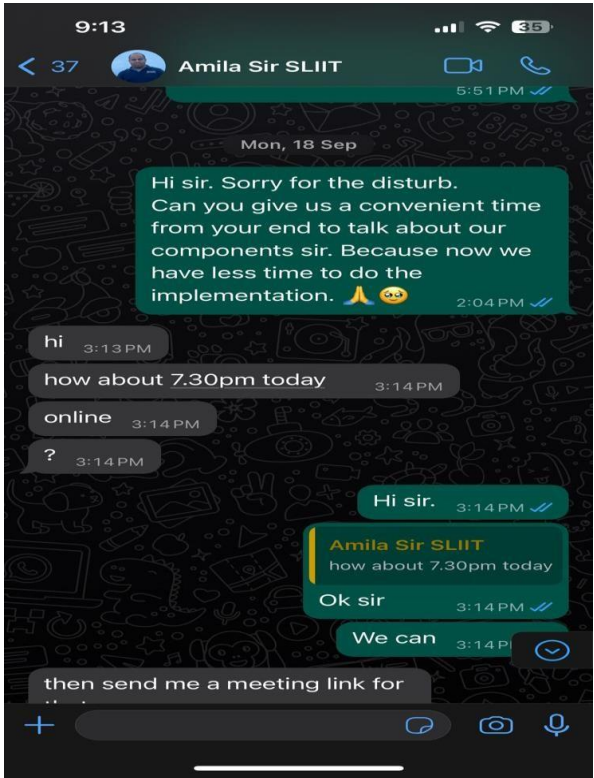 9:13
35
37
Amila Sir SLIIT
5:51 PM
Mon, 18 Sep
Hi sir. Sorry for the disturb.
Can you give us a convenient time
from your end to talk about our
components sir. Because now we
have less time to do the
implementation. 🙏🥹
2:04 PM
hi
3:13 PM
how about 7.30pm today
3:14 PM
online
3:14 PM
?
3:14 PM
Hi sir.
3:14 PM
Amila Sir SLIIT
how about 7.30pm today
Ok sir
3:14 PM
We can
3:14 P
then send me a meeting link for